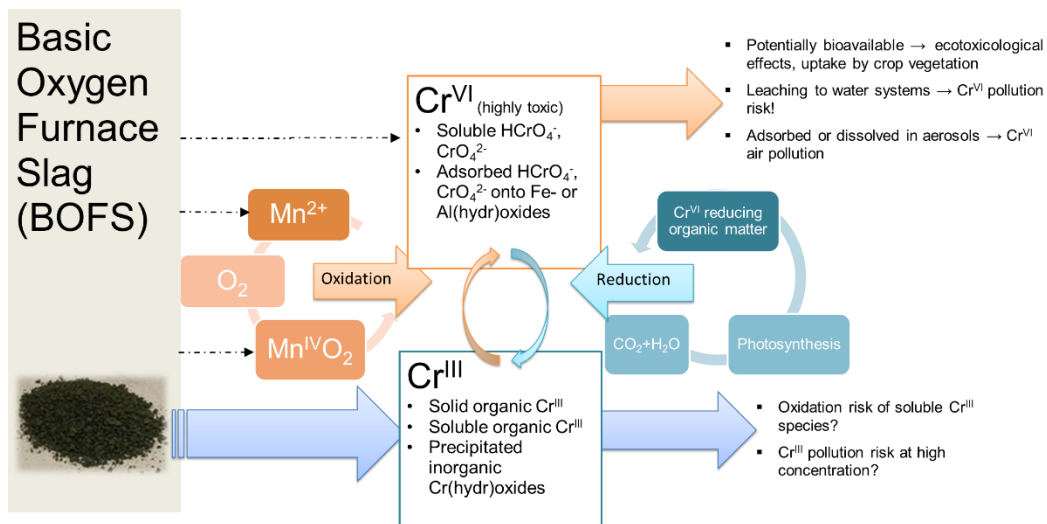 Basic
Oxygen
Furnace
Slag
(BOFS)
Cr^VI (highly toxic)
• Soluble HCrO₄⁻,
CrO₄²⁻
• Adsorbed HCrO₄⁻,
CrO₄²⁻ onto Fe- or
Al(hydr)oxides
▪ Potentially bioavailable → ecotoxicological
effects, uptake by crop vegetation
▪ Leaching to water systems → Cr^VI pollution
risk!
▪ Adsorbed or dissolved in aerosols → Cr^VI
air pollution
Mn²⁺
O₂
Mn^IVO₂
Oxidation
Reduction
Cr^VI reducing
organic matter
CO₂+H₂O
Photosynthesis
Cr^III
• Solid organic Cr^III
• Soluble organic Cr^III
• Precipitated
inorganic
Cr(hydr)oxides
▪ Oxidation risk of soluble Cr^III
species?
▪ Cr^III pollution risk at high
concentration?